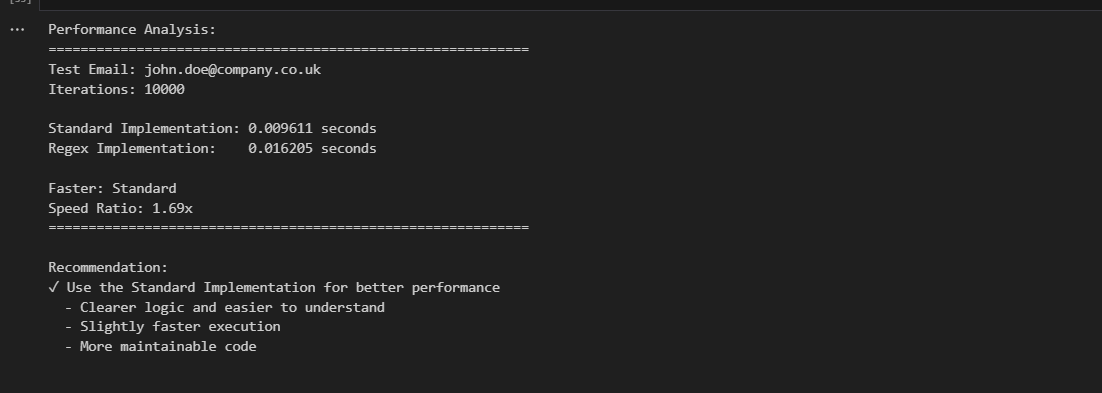 ...
Performance Analysis:
============================================================
Test Email: john.doe@company.co.uk
Iterations: 10000
Standard Implementation: 0.009611 seconds
Regex Implementation:    0.016205 seconds
Faster: Standard
Speed Ratio: 1.69x
============================================================
Recommendation:
✓ Use the Standard Implementation for better performance
  - Clearer logic and easier to understand
  - Slightly faster execution
  - More maintainable code